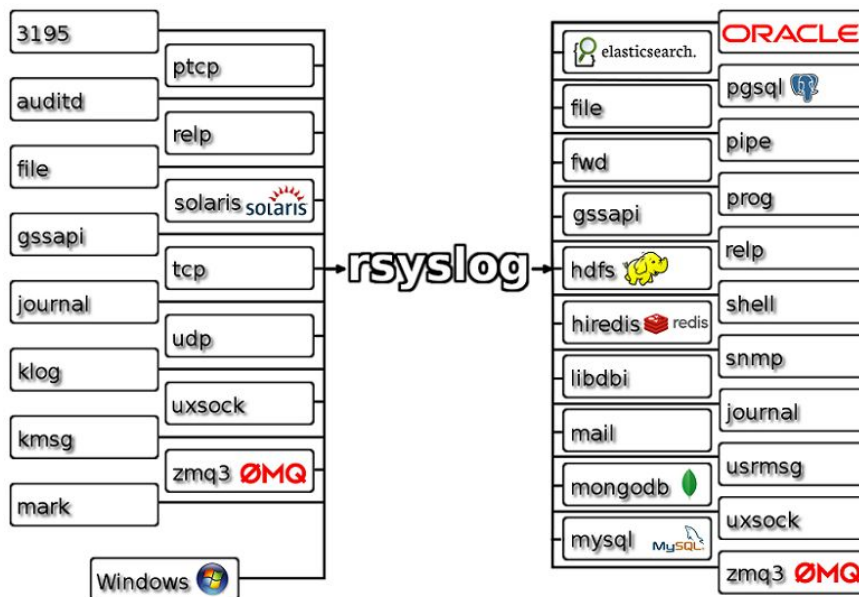 3195
ptcp
auditd
relp
file
solaris solaris
gssapi
tcp
journal
udp
klog
uxsock
kmsg
zmq3 ØMQ
mark
Windows
rsyslog
ORACLE
elasticsearch.
pgsql
file
pipe
fwd
prog
gssapi
relp
hdfs
shell
hiredis redis
snmp
libdbi
journal
mail
usrmsg
mongodb
uxsock
mysql MySQL
zmq3 ØMQ